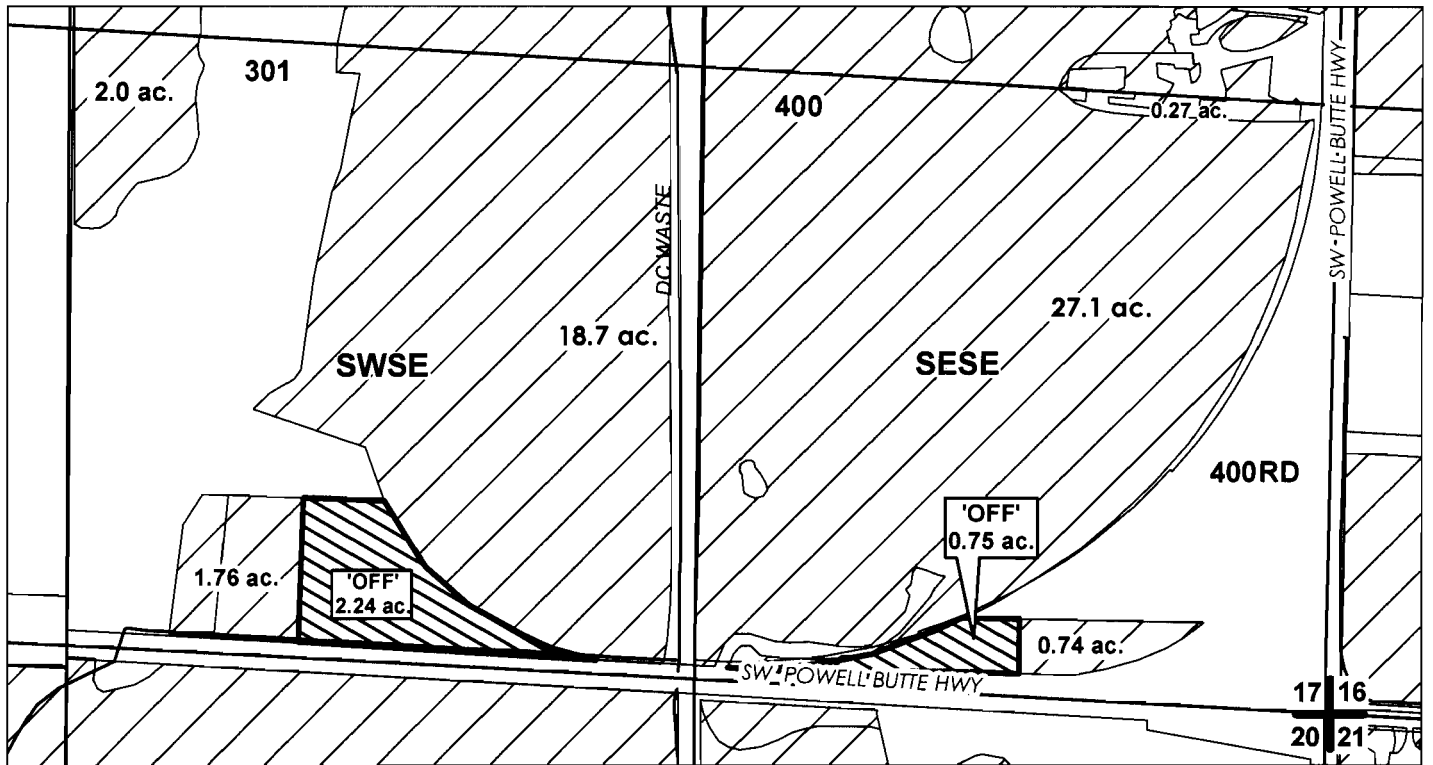 301
2.0 ac.
400
0.27 ac.
SW POWELL BUTTE HWY
DC WASTE
27.1 ac.
18.7 ac.
SWSE
SESE
400RD
'OFF'
0.75 ac.
1.76 ac.
'OFF'
2.24 ac.
0.74 ac.
SW POWELL BUTTE HWY
17 16
20 21